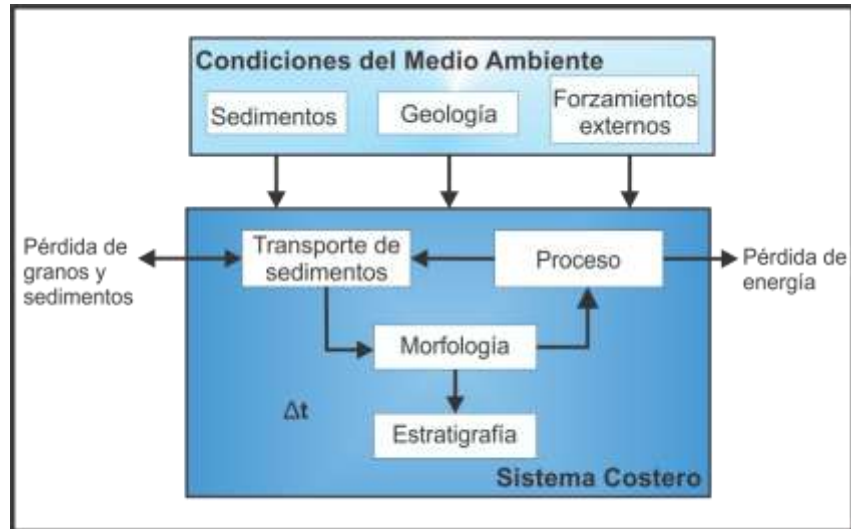 Condiciones del Medio Ambiente
Sedimentos
Geología
Forzamientos
externos
Pérdida de
granos y
sedimentos
Transporte de
sedimentos
Proceso
Pérdida de
energía
Morfología
Δt
Estratigrafía
Sistema Costero